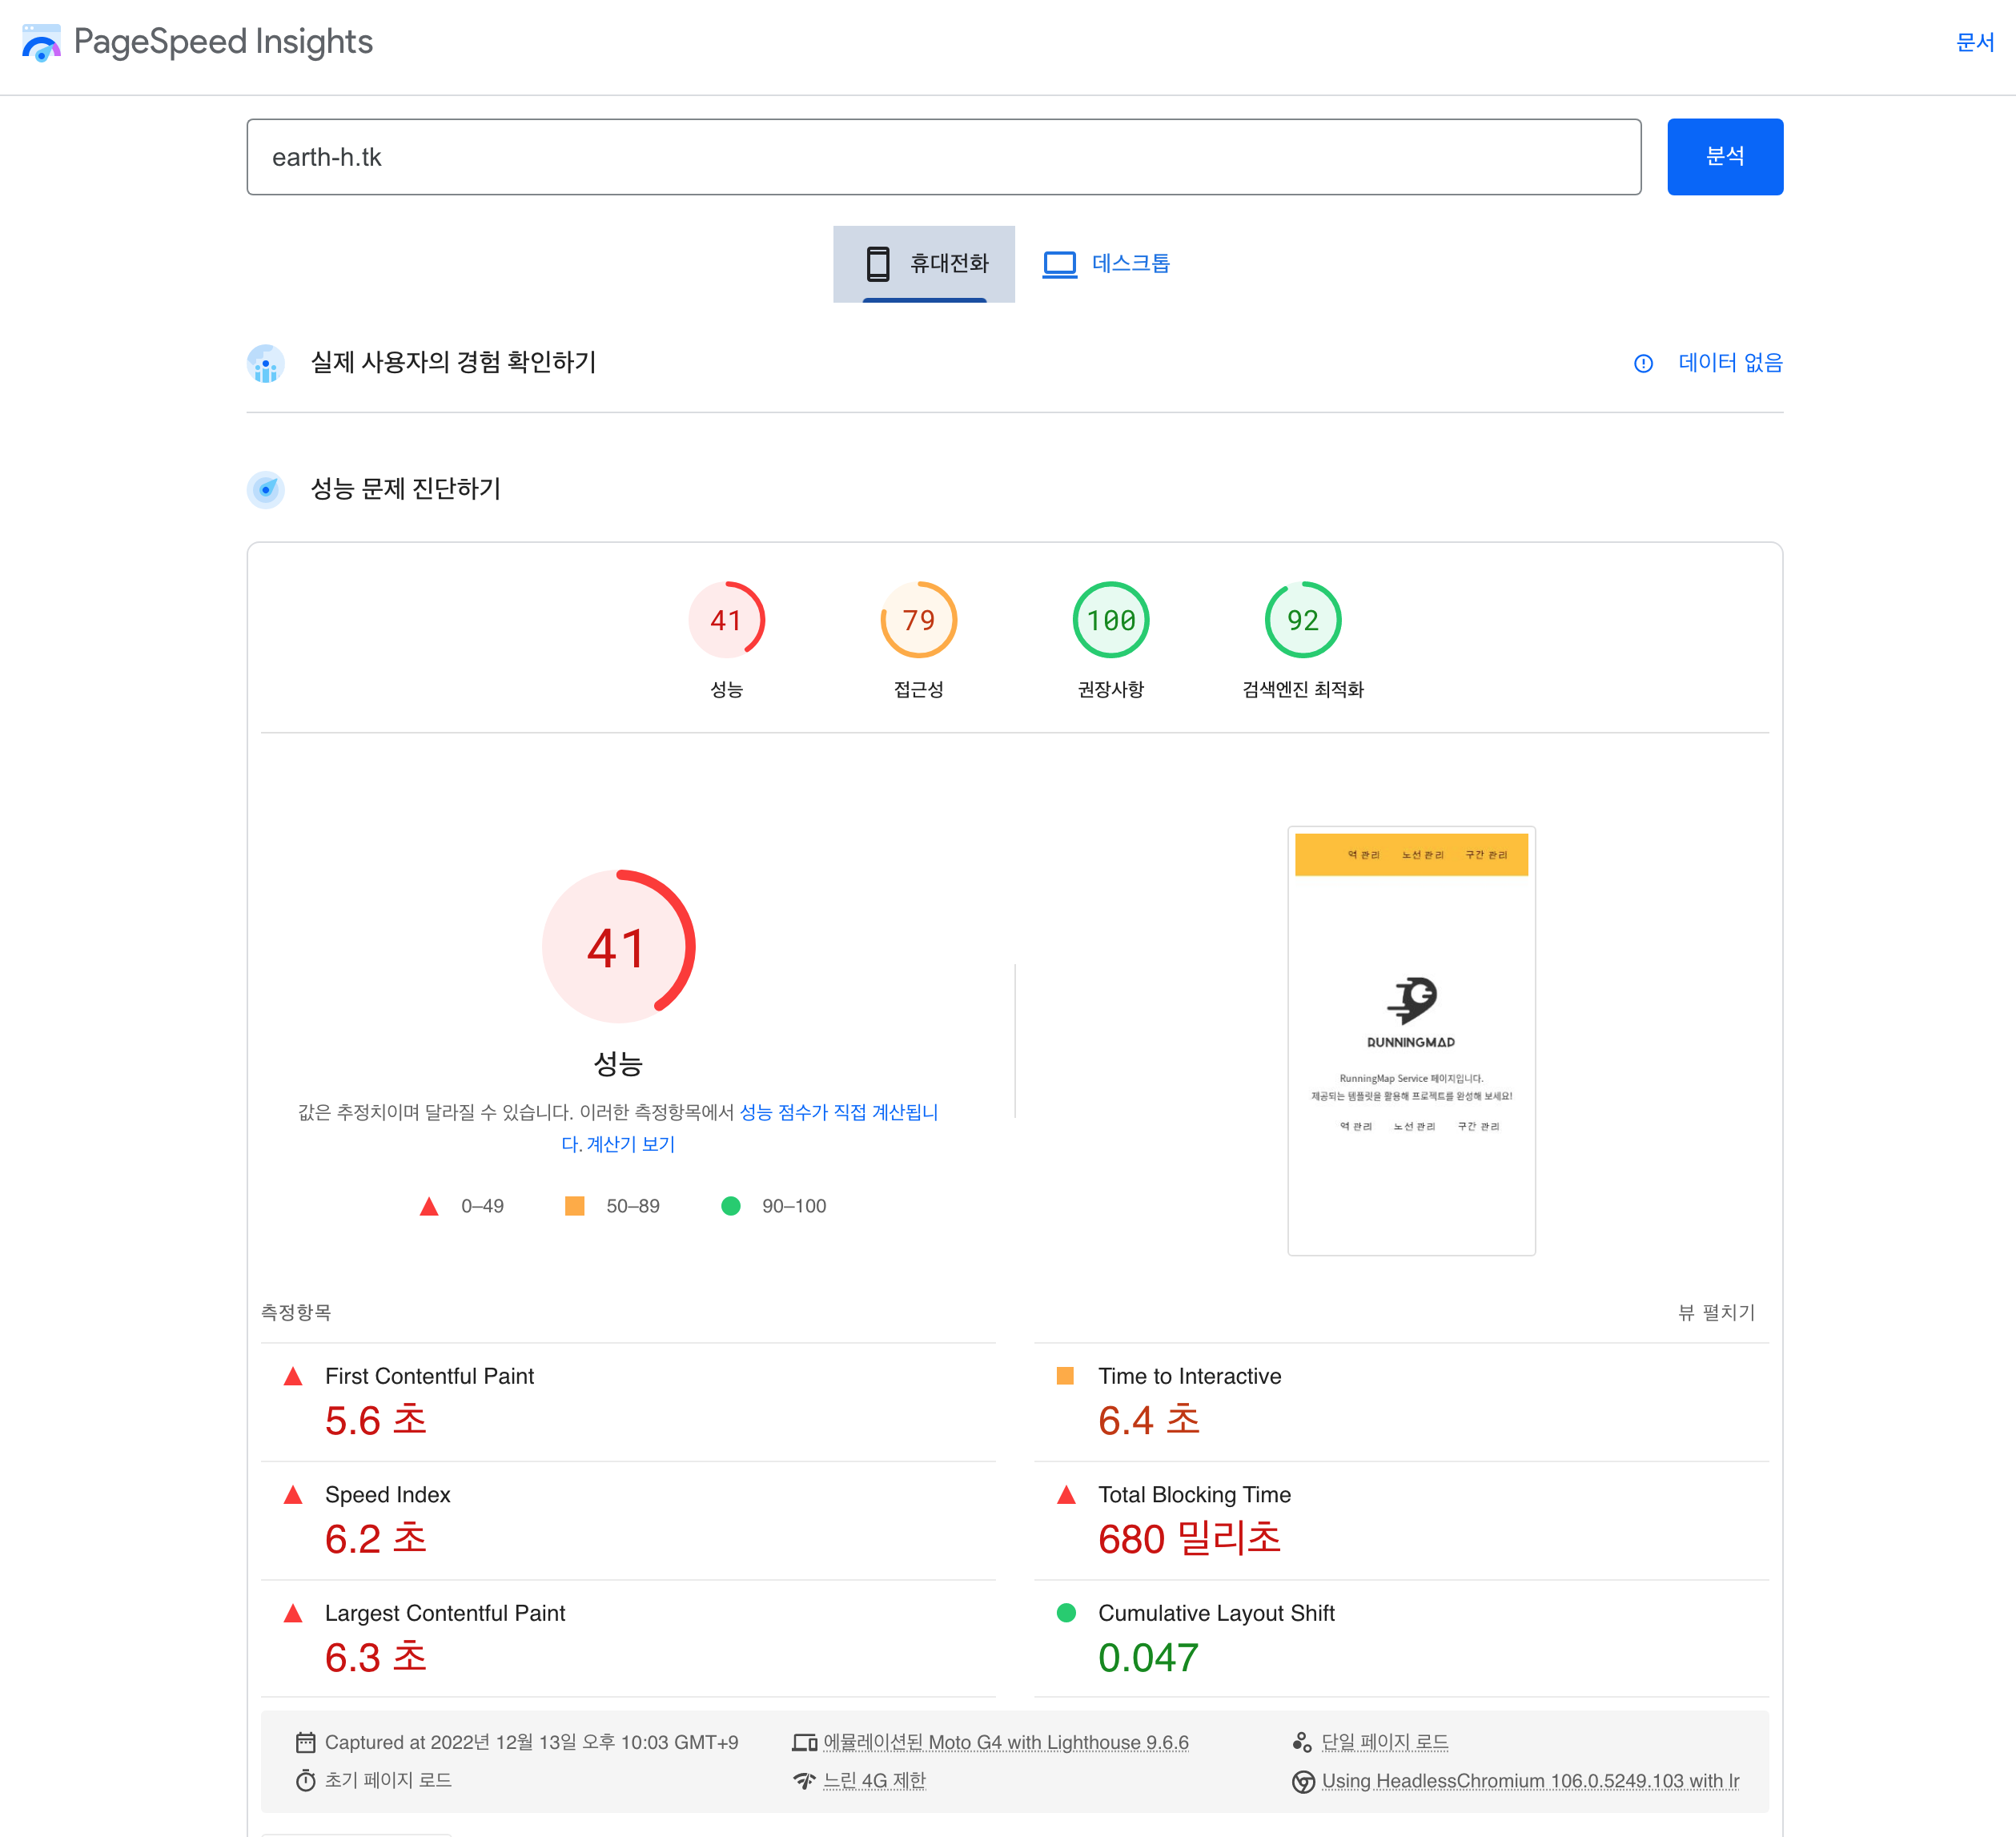 PageSpeed Insights
문서
earth-h.tk
분석
휴대전화
데스크톱
실제 사용자의 경험 확인하기
데이터 없음
성능 문제 진단하기
41
79
100
92
성능
접근성
권장사항
검색엔진 최적화
41
성능
값은 추정치이며 달라질 수 있습니다. 이러한 측정항목에서 성능 점수가 직접 계산됩니
다. 계산기 보기
0–49
50–89
90–100
역 관리
노선 관리
구간 관리
RUNNINGMAP
RunningMap Service 페이지입니다.
제공되는 템플릿을 활용해 프로젝트를 완성해 보세요!
역 관리
노선 관리
구간 관리
측정항목
뷰 펼치기
First Contentful Paint
5.6 초
Time to Interactive
6.4 초
Speed Index
6.2 초
Total Blocking Time
680 밀리초
Largest Contentful Paint
6.3 초
Cumulative Layout Shift
0.047
Captured at 2022년 12월 13일 오후 10:03 GMT+9
에뮬레이션된 Moto G4 with Lighthouse 9.6.6
단일 페이지 로드
초기 페이지 로드
느린 4G 제한
Using HeadlessChromium 106.0.5249.103 with lr